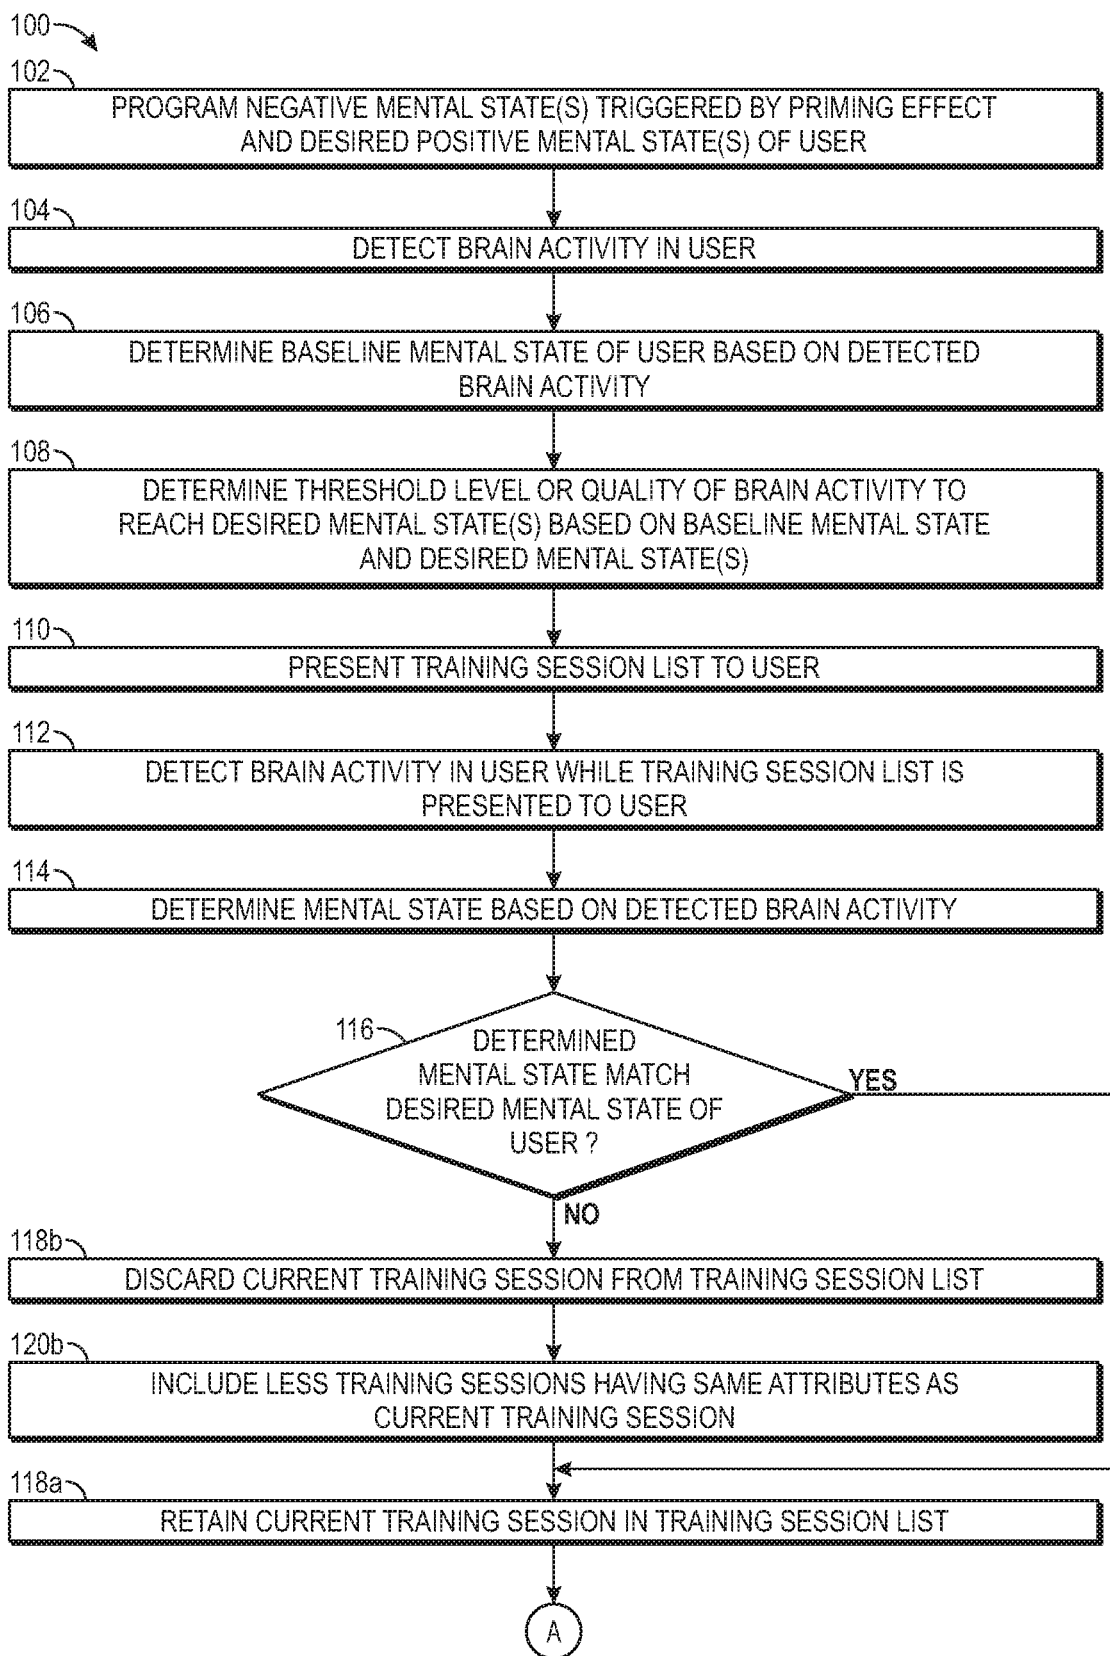 100
102
PROGRAM NEGATIVE MENTAL STATE(S) TRIGGERED BY PRIMING EFFECT
AND DESIRED POSITIVE MENTAL STATE(S) OF USER
104
DETECT BRAIN ACTIVITY IN USER
106
DETERMINE BASELINE MENTAL STATE OF USER BASED ON DETECTED
BRAIN ACTIVITY
108
DETERMINE THRESHOLD LEVEL OR QUALITY OF BRAIN ACTIVITY TO
REACH DESIRED MENTAL STATE(S) BASED ON BASELINE MENTAL STATE
AND DESIRED MENTAL STATE(S)
110
PRESENT TRAINING SESSION LIST TO USER
112
DETECT BRAIN ACTIVITY IN USER WHILE TRAINING SESSION LIST IS
PRESENTED TO USER
114
DETERMINE MENTAL STATE BASED ON DETECTED BRAIN ACTIVITY
116
DETERMINED
MENTAL STATE MATCH
DESIRED MENTAL STATE OF
USER ?
YES
NO
118b
DISCARD CURRENT TRAINING SESSION FROM TRAINING SESSION LIST
120b
INCLUDE LESS TRAINING SESSIONS HAVING SAME ATTRIBUTES AS
CURRENT TRAINING SESSION
118a
RETAIN CURRENT TRAINING SESSION IN TRAINING SESSION LIST
A